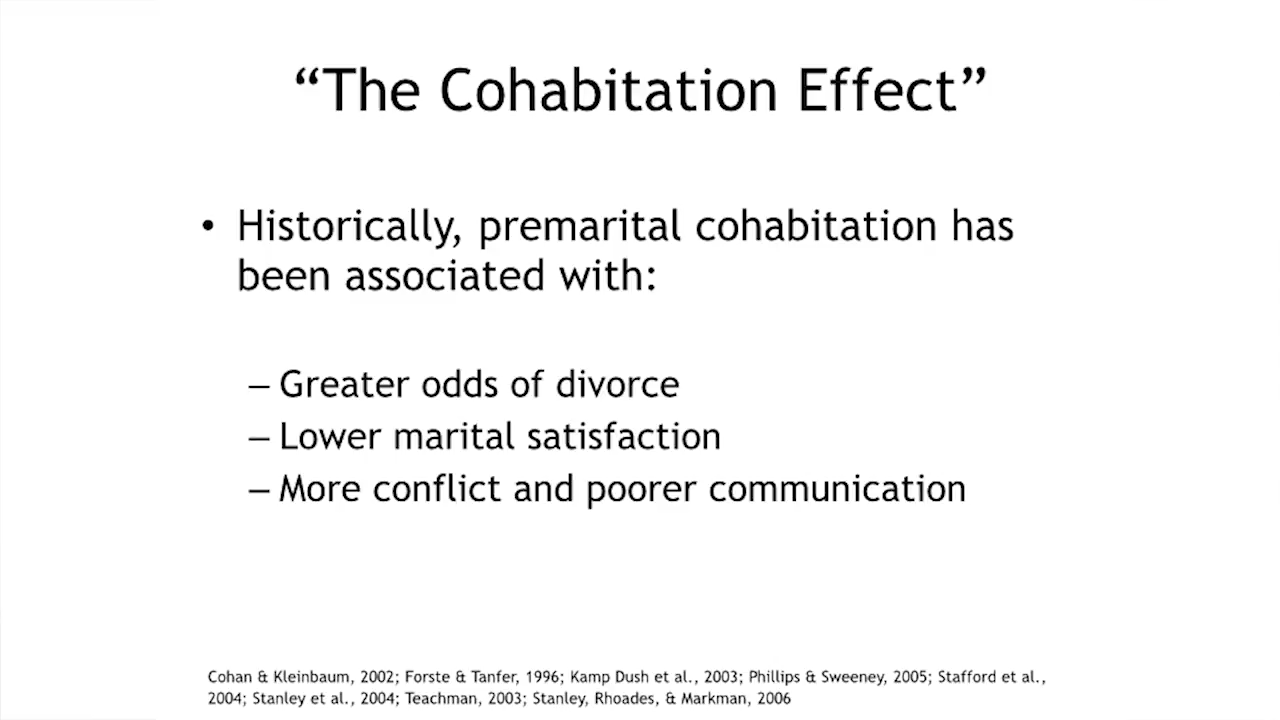 “The Cohabitation Effect”
• Historically, premarital cohabitation has
been associated with:
– Greater odds of divorce
– Lower marital satisfaction
– More conflict and poorer communication
Cohan & Kleinbaum, 2002; Forste & Tanfer, 1996; Kamp Dush et al., 2003; Phillips & Sweeney, 2005; Stafford et al.,
2004; Stanley et al., 2004; Teachman, 2003; Stanley, Rhoades, & Markman, 2006